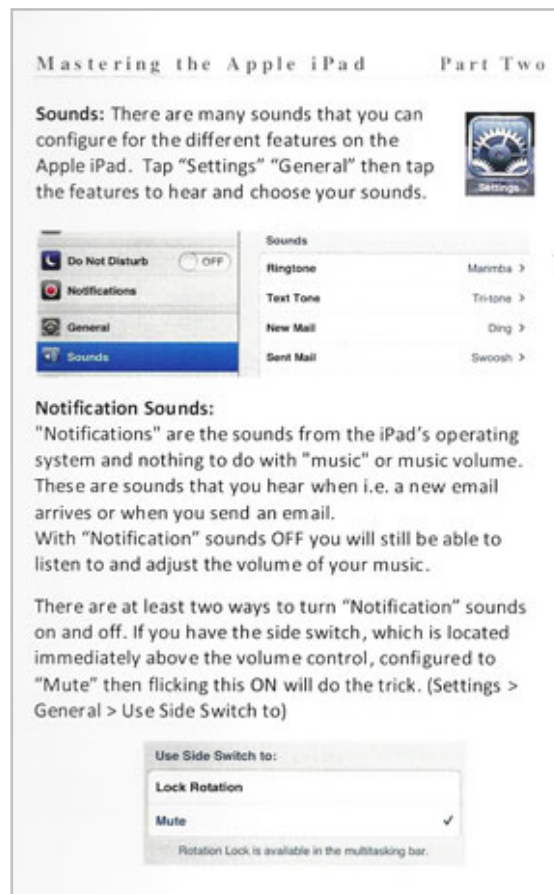 Mastering the Apple iPad Part Two
Sounds: There are many sounds that you can
configure for the different features on the
Apple iPad. Tap “Settings” “General” then tap
the features to hear and choose your sounds.
Settings
Do Not Disturb OFF
Notifications
General
Sounds
Sounds
Ringtone Marimba >
Text Tone Tri-tone >
New Mail Ding >
Sent Mail Swoosh >
Notification Sounds:
"Notifications" are the sounds from the iPad’s operating
system and nothing to do with "music" or music volume.
These are sounds that you hear when i.e. a new email
arrives or when you send an email.
With “Notification” sounds OFF you will still be able to
listen to and adjust the volume of your music.
There are at least two ways to turn “Notification” sounds
on and off. If you have the side switch, which is located
immediately above the volume control, configured to
“Mute” then flicking this ON will do the trick. (Settings >
General > Use Side Switch to)
Use Side Switch to:
Lock Rotation
Mute ✓
Rotation Lock is available in the multitasking bar.